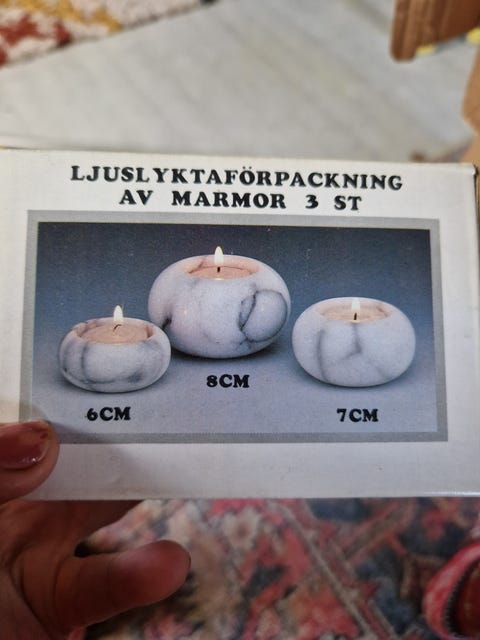 LJUSLYKTAFÖRPACKNING
AV MARMOR 3 ST
8CM
6CM
7CM